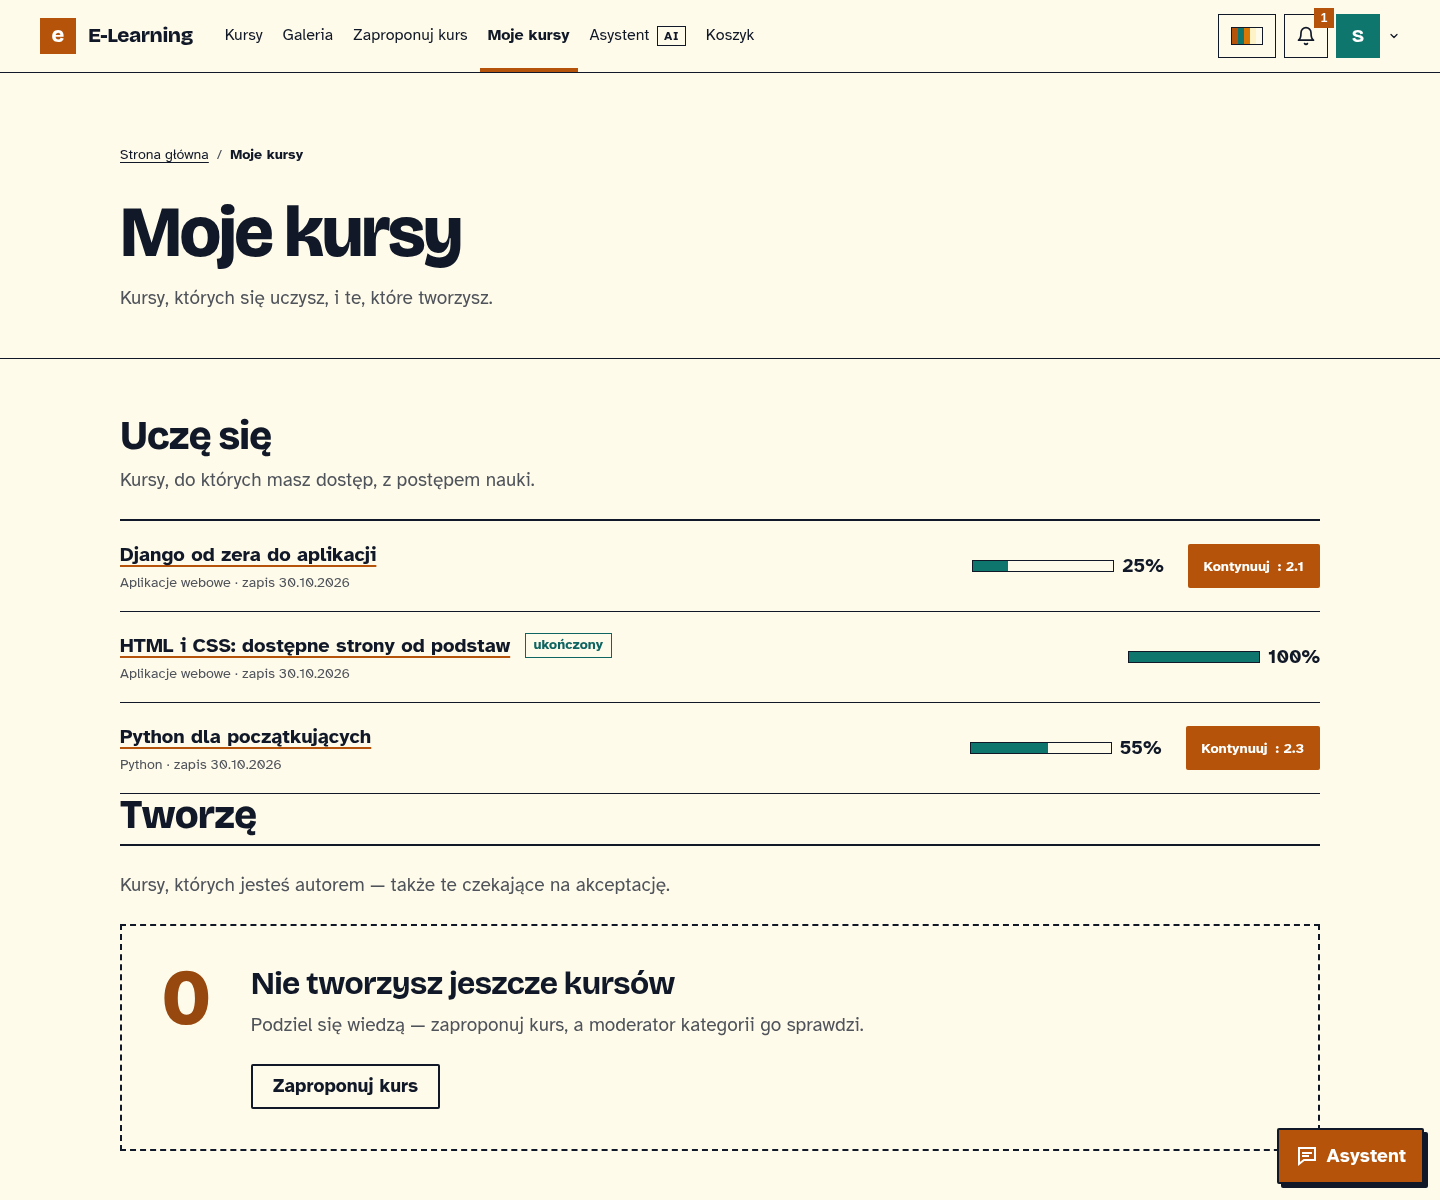 e E-Learning Kursy Galeria Zaproponuj kurs Moje kursy Asystent AI Koszyk 1 S
Strona główna / Moje kursy
Moje kursy
Kursy, których się uczysz, i te, które tworzysz.
Uczę się
Kursy, do których masz dostęp, z postępem nauki.
Django od zera do aplikacji
Aplikacje webowe · zapis 30.10.2026
25% Kontynuuj : 2.1
HTML i CSS: dostępne strony od podstaw ukończony
Aplikacje webowe · zapis 30.10.2026
100%
Python dla początkujących
Python · zapis 30.10.2026
55% Kontynuuj : 2.3
Tworzę
Kursy, których jesteś autorem — także te czekające na akceptację.
0
Nie tworzysz jeszcze kursów
Podziel się wiedzą — zaproponuj kurs, a moderator kategorii go sprawdzi.
Zaproponuj kurs
Asystent